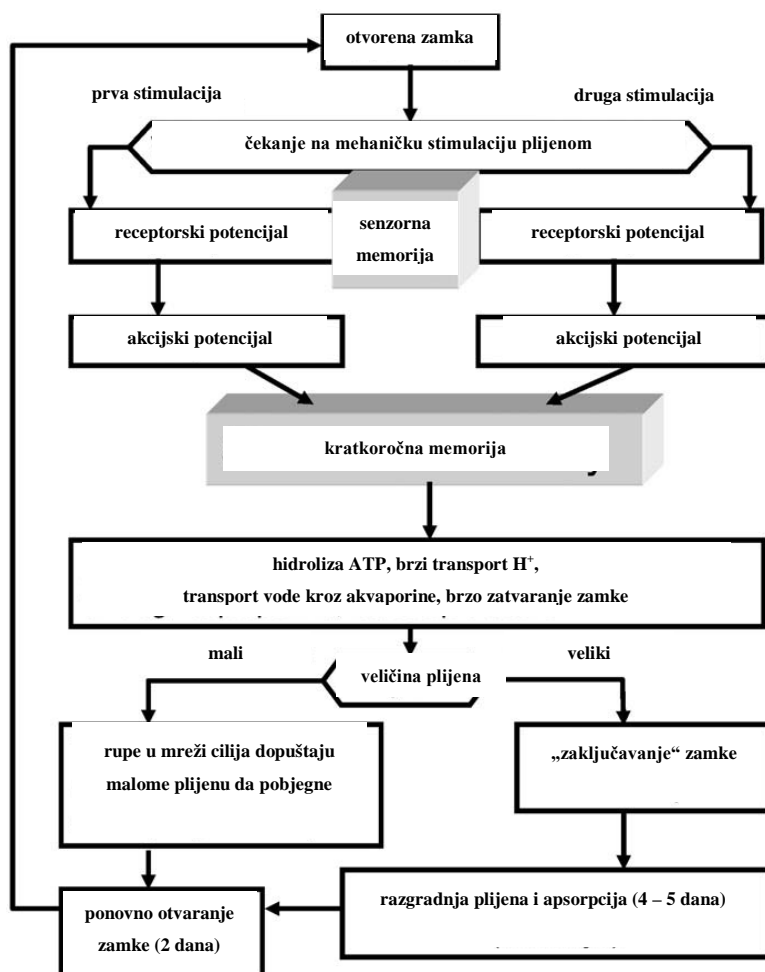 otvorena zamka
prva stimulacija
druga stimulacija
čekanje na mehaničku stimulaciju plijenom
receptorski potencijal
senzorna
memorija
receptorski potencijal
akcijski potencijal
akcijski potencijal
kratkoročna memorija
hidroliza ATP, brzi transport H⁺,
transport vode kroz akvaporine, brzo zatvaranje zamke
mali
veliki
veličina plijena
rupe u mreži cilija dopuštaju
malome plijenu da pobjegne
„zaključavanje“ zamke
razgradnja plijena i apsorpcija (4 – 5 dana)
ponovno otvaranje
zamke (2 dana)